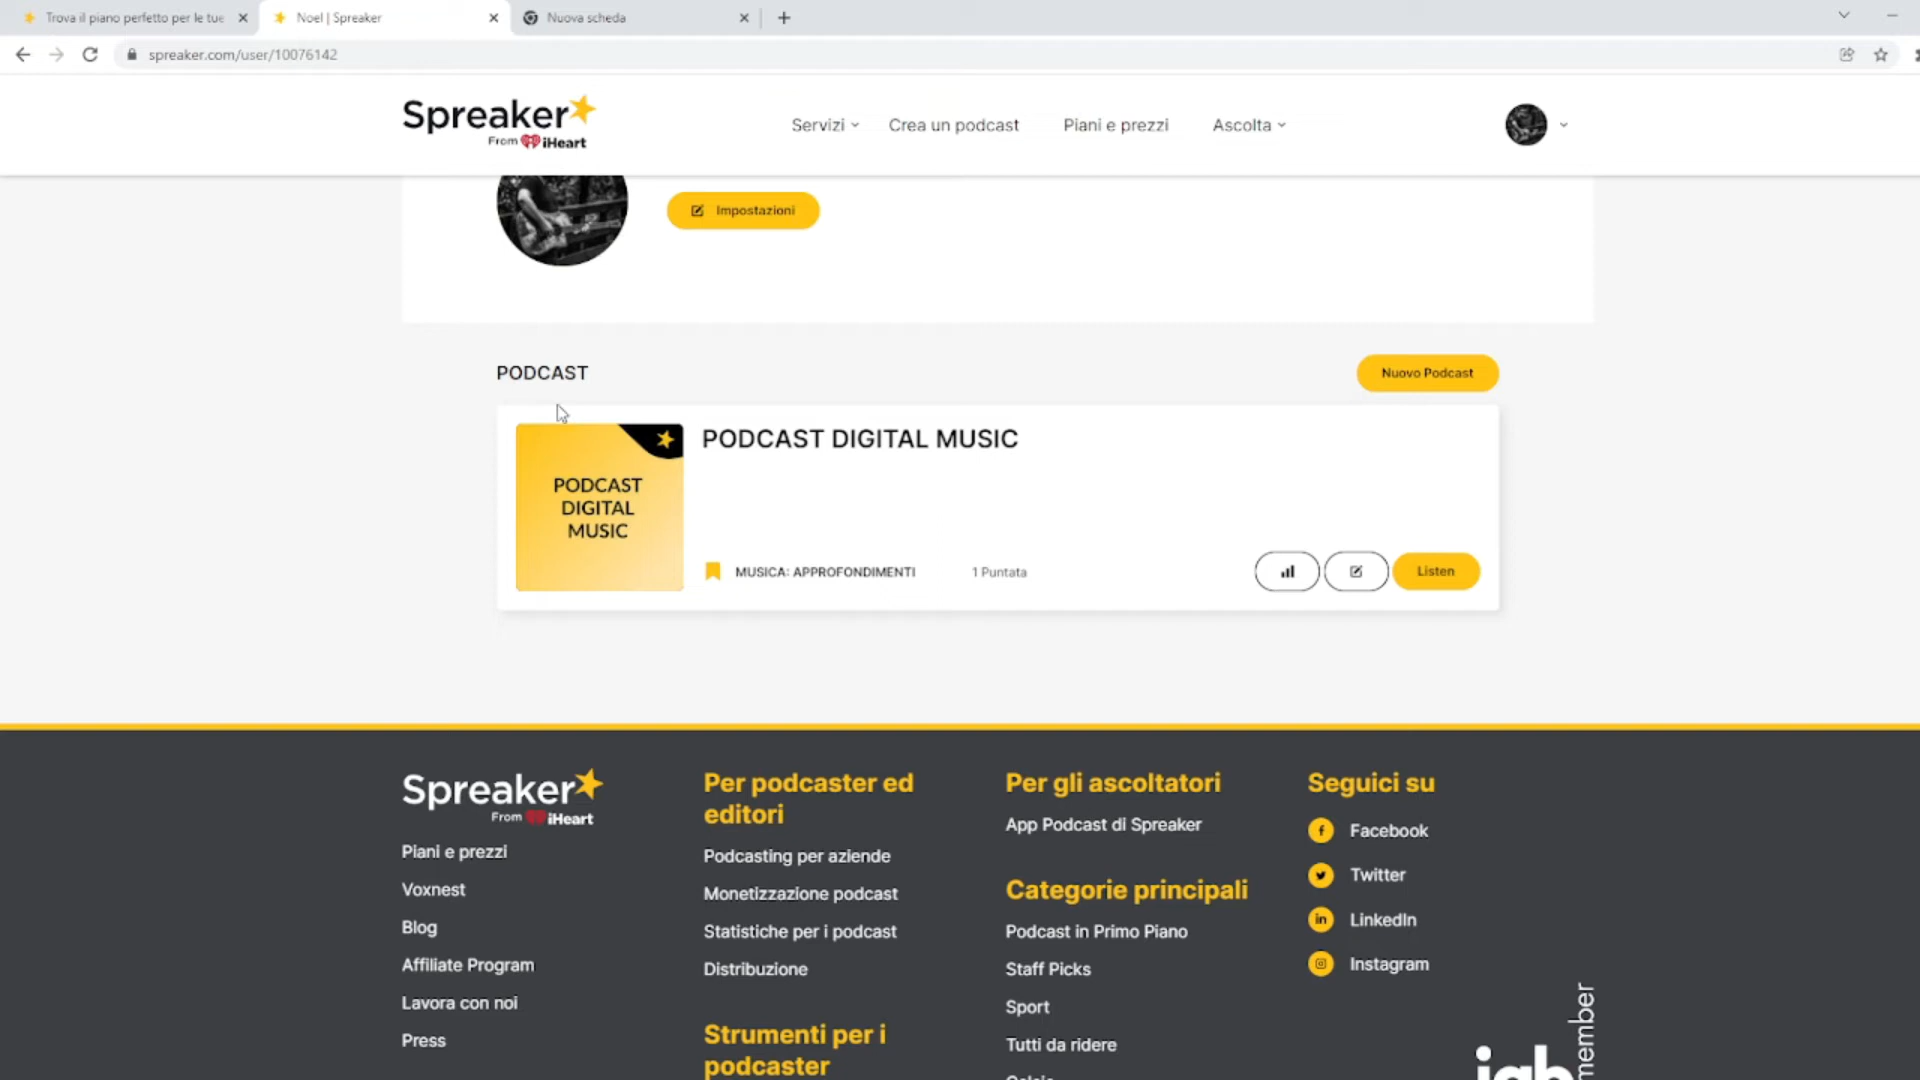 Trova il piano perfetto per le tue
Noel | Spreaker
Nuova scheda
spreaker.com/user/10076142
Spreaker
From iHeart
Servizi
Crea un podcast
Piani e prezzi
Ascolta
Impostazioni
PODCAST
Nuovo Podcast
PODCAST
DIGITAL
MUSIC
PODCAST DIGITAL MUSIC
MUSICA: APPROFONDIMENTI
1 Puntata
Listen
Spreaker
From iHeart
Piani e prezzi
Voxnest
Blog
Affiliate Program
Lavora con noi
Press
Per podcaster ed
editori
Podcasting per aziende
Monetizzazione podcast
Statistiche per i podcast
Distribuzione
Strumenti per i
podcaster
Per gli ascoltatori
App Podcast di Spreaker
Categorie principali
Podcast in Primo Piano
Staff Picks
Sport
Tutti da ridere
Seguici su
Facebook
Twitter
LinkedIn
Instagram
iab
member